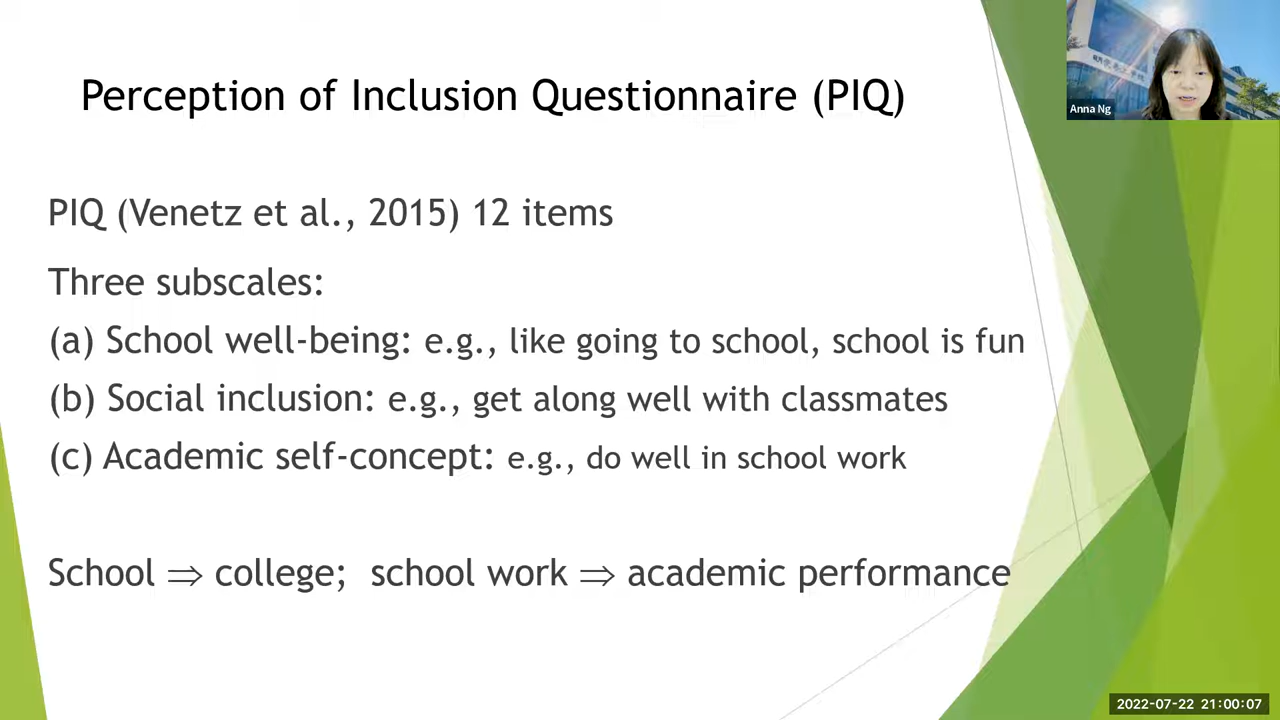 Perception of Inclusion Questionnaire (PIQ)
PIQ (Venetz et al., 2015) 12 items
Three subscales:
(a) School well-being: e.g., like going to school, school is fun
(b) Social inclusion: e.g., get along well with classmates
(c) Academic self-concept: e.g., do well in school work
School ⇒ college; school work ⇒ academic performance
Anna Ng
2022-07-22 21:00:07